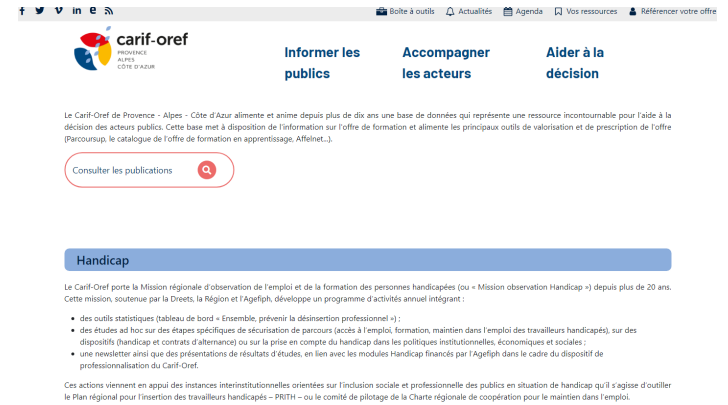 Boîte à outils Actualités Agenda Vos ressources Référencer votre offre
carif-oref
PROVENCE
ALPES
CÔTE D'AZUR
Informer les publics
Accompagner les acteurs
Aider à la décision
Le Carif-Oref de Provence - Alpes - Côte d'Azur alimente et anime depuis plus de dix ans une base de données qui représente une ressource incontournable pour l'aide à la
décision des acteurs publics. Cette base met à disposition de l'information sur l'offre de formation et alimente les principaux outils de valorisation et de prescription de l'offre
(Parcoursup, le catalogue de l'offre de formation en apprentissage, Affelnet...).
Consulter les publications
Handicap
Le Carif-Oref porte la Mission régionale d'observation de l'emploi et de la formation des personnes handicapées (ou « Mission observation Handicap ») depuis plus de 20 ans.
Cette mission, soutenue par la Dreets, la Région et l'Agefiph, développe un programme d'activités annuel intégrant :
• des outils statistiques (tableau de bord « Ensemble, prévenir la désinsertion professionnel ») ;
• des études ad hoc sur des étapes spécifiques de sécurisation de parcours (accès à l'emploi, formation, maintien dans l'emploi des travailleurs handicapés), sur des
dispositifs (handicap et contrats d'alternance) ou sur la prise en compte du handicap dans les politiques institutionnelles, économiques et sociales ;
• une newsletter ainsi que des présentations de résultats d'études, en lien avec les modules Handicap financés par l'Agefiph dans le cadre du dispositif de
professionnalisation du Carif-Oref.
Ces actions viennent en appui des instances interinstitutionnelles orientées sur l'inclusion sociale et professionnelle des publics en situation de handicap qu'il s'agisse d'outiller
le Plan régional pour l'insertion des travailleurs handicapés – PRITH – ou le comité de pilotage de la Charte régionale de coopération pour le maintien dans l'emploi.